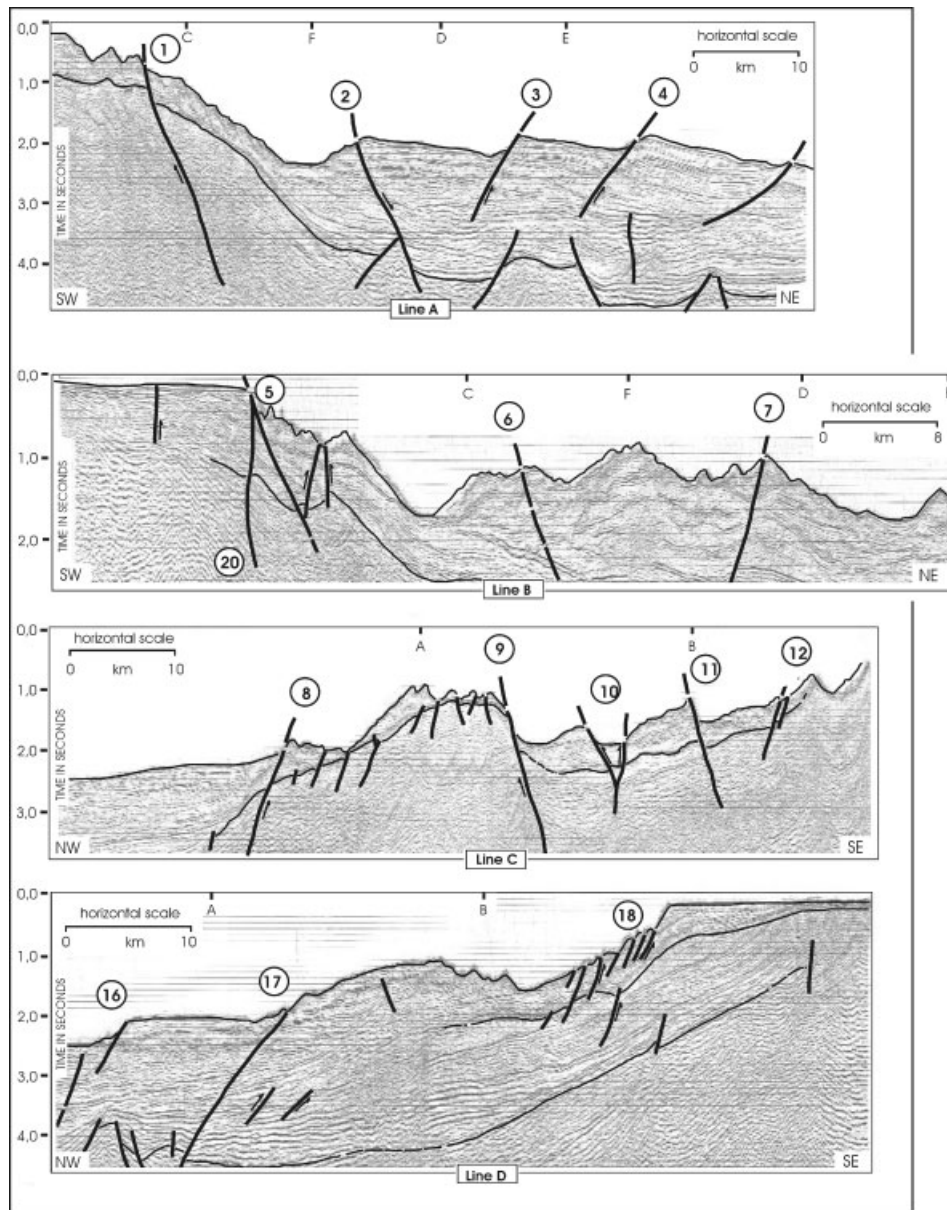 0,0
C
F
D
E
horizontal scale
0
10
km
1
2
3
4
1,0
2,0
3,0
4,0
TIME IN SECONDS
SW
NE
Line A
0,0
C
F
D
horizontal scale
0
8
km
5
6
7
1,0
2,0
TIME IN SECONDS
20
SW
NE
Line B
0,0
horizontal scale
0
10
km
A
B
8
9
10
11
12
1,0
2,0
3,0
TIME IN SECONDS
NW
SE
Line C
0,0
horizontal scale
0
10
km
A
B
16
17
18
1,0
2,0
3,0
4,0
TIME IN SECONDS
NW
SE
Line D